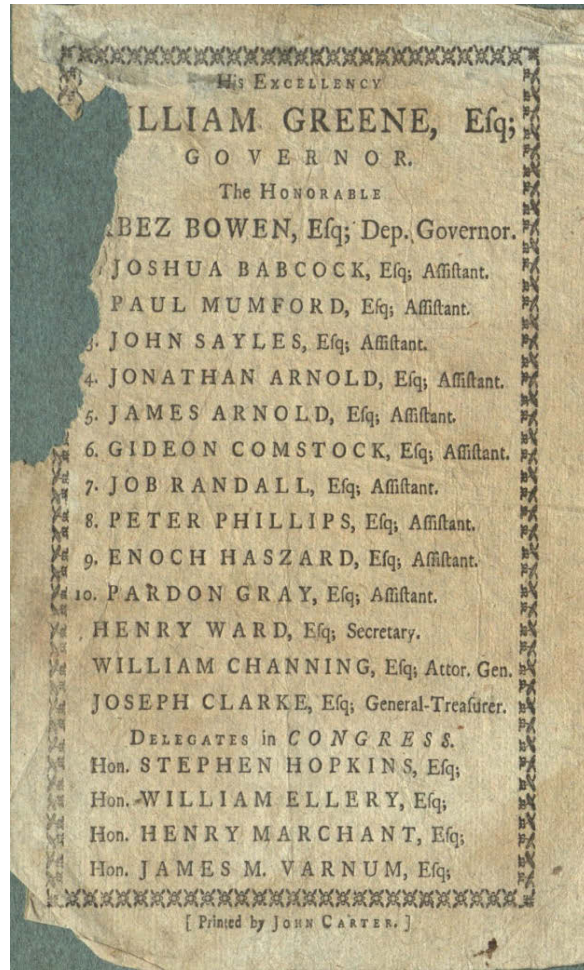 His Excellency
ILLIAM GREENE, Eſq;
GOVERNOR.
The Honorable
BEZ BOWEN, Eſq; Dep. Governor.
JOSHUA BABCOCK, Eſq; Aſſiſtant.
PAUL MUMFORD, Eſq; Aſſiſtant.
3. JOHN SAYLES, Eſq; Aſſiſtant.
4. JONATHAN ARNOLD, Eſq; Aſſiſtant.
5. JAMES ARNOLD, Eſq; Aſſiſtant.
6. GIDEON COMSTOCK, Eſq; Aſſiſtant.
7. JOB RANDALL, Eſq; Aſſiſtant.
8. PETER PHILLIPS, Eſq; Aſſiſtant.
9. ENOCH HASZARD, Eſq; Aſſiſtant.
10. PARDON GRAY, Eſq; Aſſiſtant.
HENRY WARD, Eſq; Secretary.
WILLIAM CHANNING, Eſq; Attor. Gen.
JOSEPH CLARKE, Eſq; General-Treaſurer.
Delegates in CONGRESS.
Hon. STEPHEN HOPKINS, Eſq;
Hon. WILLIAM ELLERY, Eſq;
Hon. HENRY MARCHANT, Eſq;
Hon. JAMES M. VARNUM, Eſq;
[ Printed by John Carter. ]